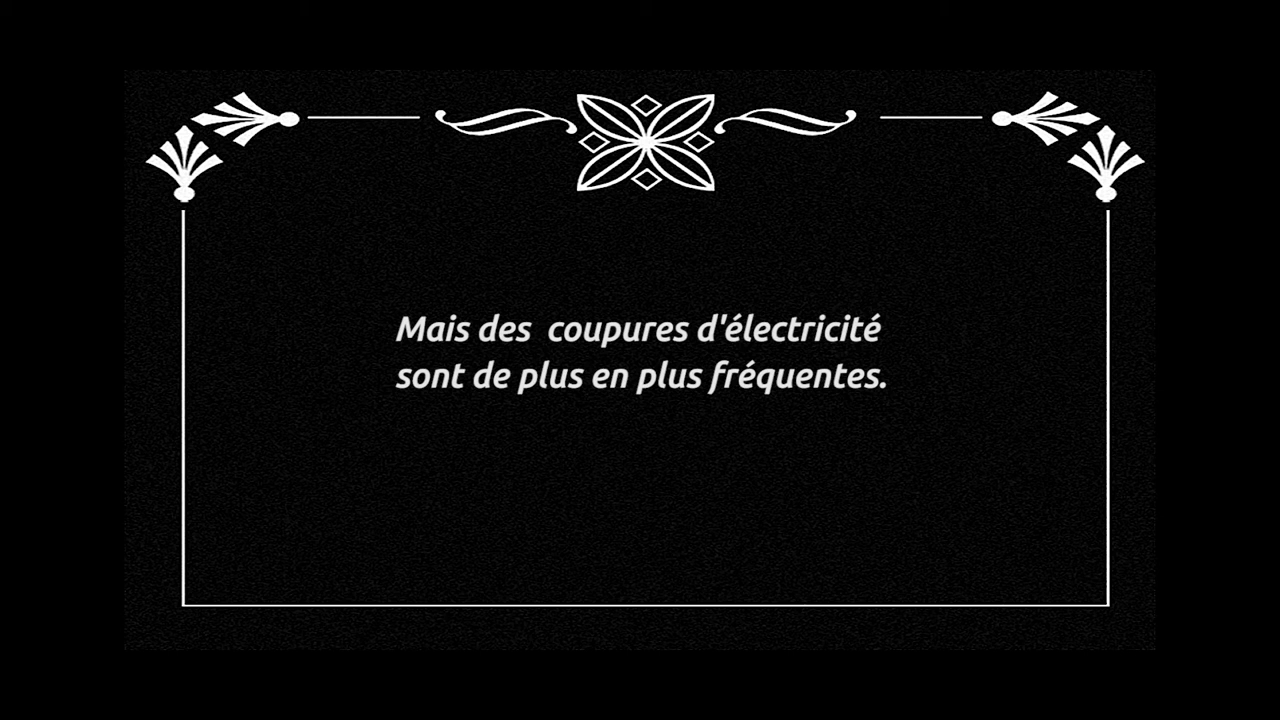 Mais des  coupures d'électricité
sont de plus en plus fréquentes.